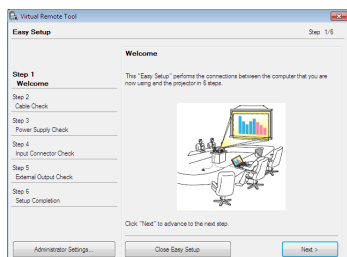 Virtual Remote Tool
Easy Setup
Step 1/6
Step 1
Welcome
Step 2
Cable Check
Step 3
Power Supply Check
Step 4
Input Connector Check
Step 5
External Output Check
Step 6
Setup Completion
Welcome
This "Easy Setup" performs the connections between the computer that you are
now using and the projector in 6 steps.
Click "Next" to advance to the next step.
Administrator Settings...
Close Easy Setup
Next >